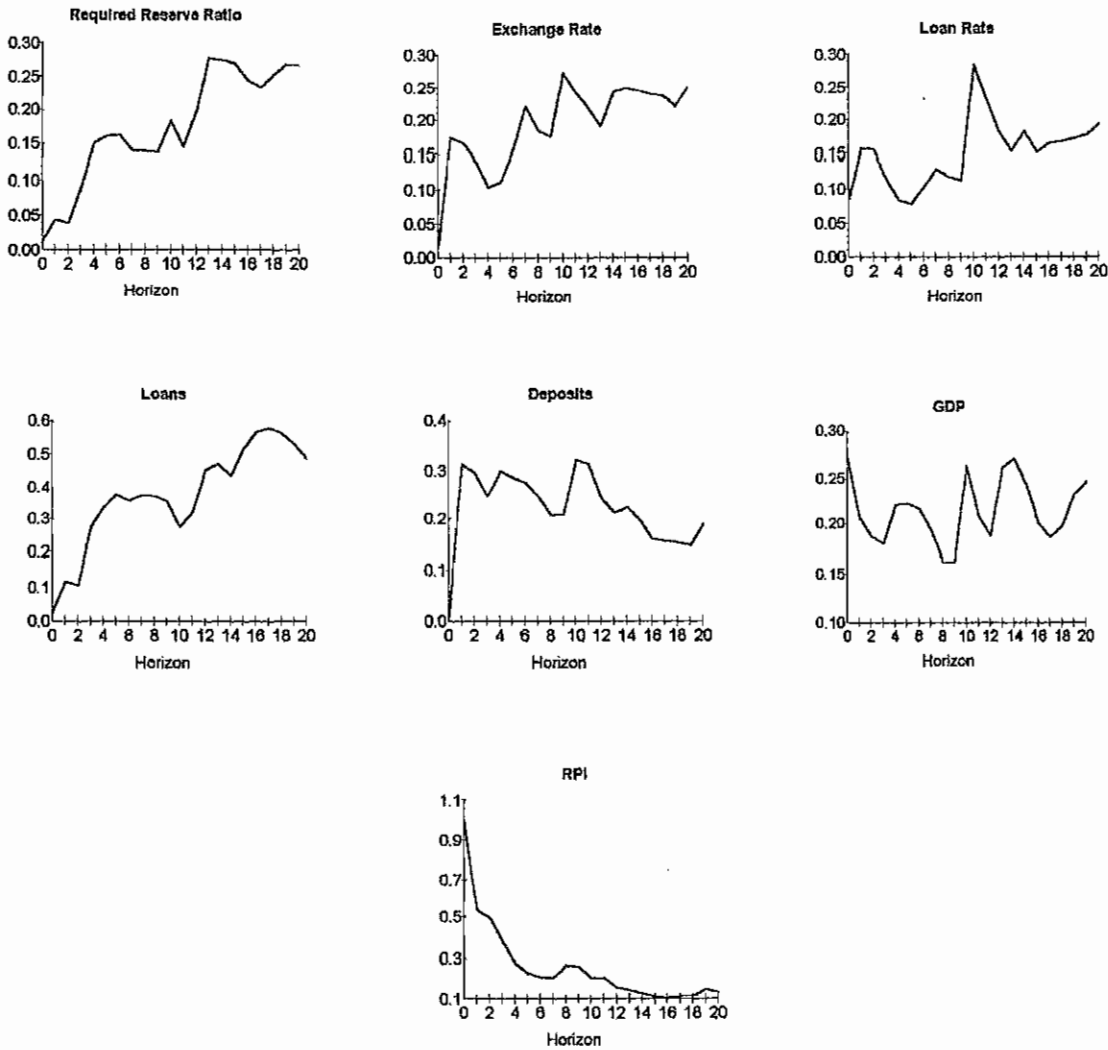 Required Reserve Ratio
0.30
0.25
0.20
0.15
0.10
0.05
0.00
0 2 4 6 8 10 12 14 16 18 20
Horizon
Exchange Rate
0.30
0.25
0.20
0.15
0.10
0.05
0.00
0 2 4 6 8 10 12 14 16 18 20
Horizon
Loan Rate
0.30
0.25
0.20
0.15
0.10
0.05
0.00
0 2 4 6 8 10 12 14 16 18 20
Horizon
Loans
0.6
0.5
0.4
0.3
0.2
0.1
0.0
0 2 4 6 8 10 12 14 16 18 20
Horizon
Deposits
0.4
0.3
0.2
0.1
0.0
0 2 4 6 8 10 12 14 16 18 20
Horizon
GDP
0.30
0.25
0.20
0.15
0.10
0 2 4 6 8 10 12 14 16 18 20
Horizon
RPI
1.1
0.9
0.7
0.5
0.3
0.1
0 2 4 6 8 10 12 14 16 18 20
Horizon